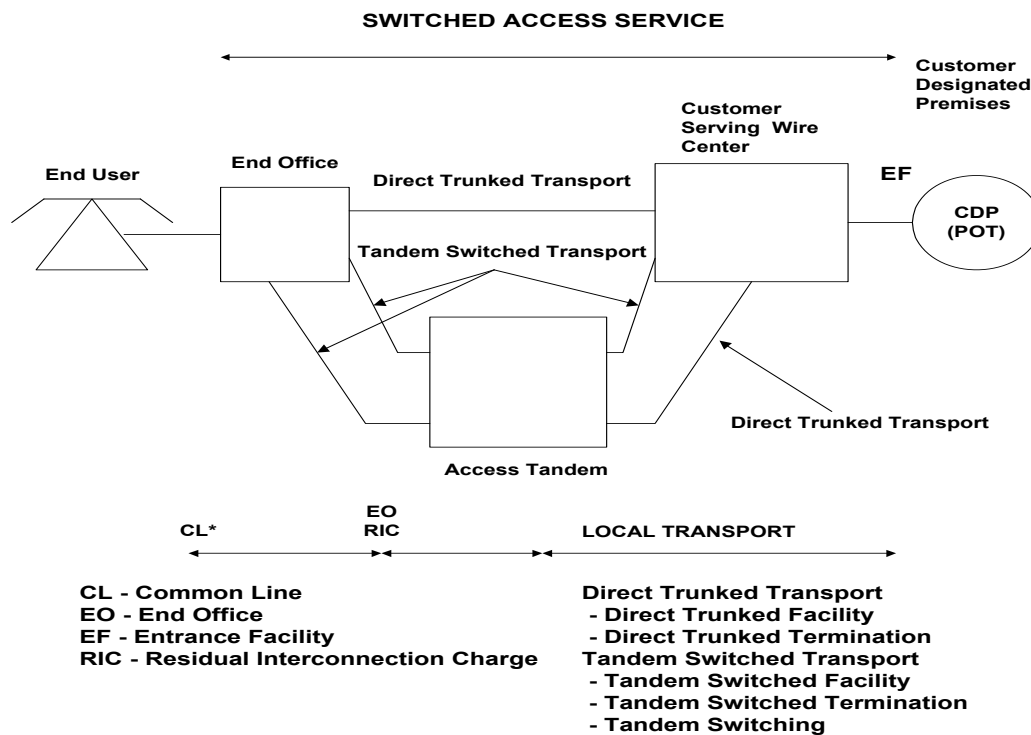 SWITCHED ACCESS SERVICE
Customer
Designated
Premises
Customer
Serving Wire
Center
End Office
End User
EF
Direct Trunked Transport
CDP
(POT)
Tandem Switched Transport
Direct Trunked Transport
Access Tandem
EO
CL*
RIC
LOCAL TRANSPORT
CL - Common Line
EO - End Office
EF - Entrance Facility
RIC - Residual Interconnection Charge
Direct Trunked Transport
- Direct Trunked Facility
- Direct Trunked Termination
Tandem Switched Transport
- Tandem Switched Facility
- Tandem Switched Termination
- Tandem Switching